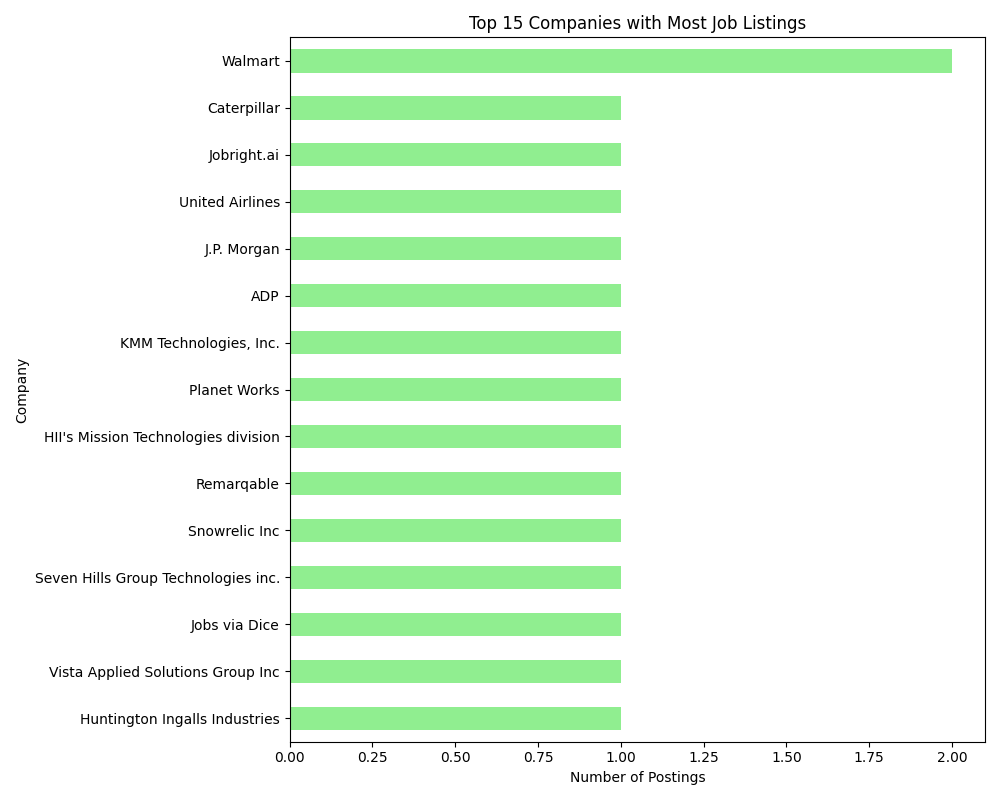 Top 15 Companies with Most Job Listings
Walmart
Caterpillar
Jobright.ai
United Airlines
J.P. Morgan
ADP
KMM Technologies, Inc.
Planet Works
HII's Mission Technologies division
Remarqable
Snowrelic Inc
Seven Hills Group Technologies inc.
Jobs via Dice
Vista Applied Solutions Group Inc
Huntington Ingalls Industries
Company
0.00 0.25 0.50 0.75 1.00 1.25 1.50 1.75 2.00
Number of Postings